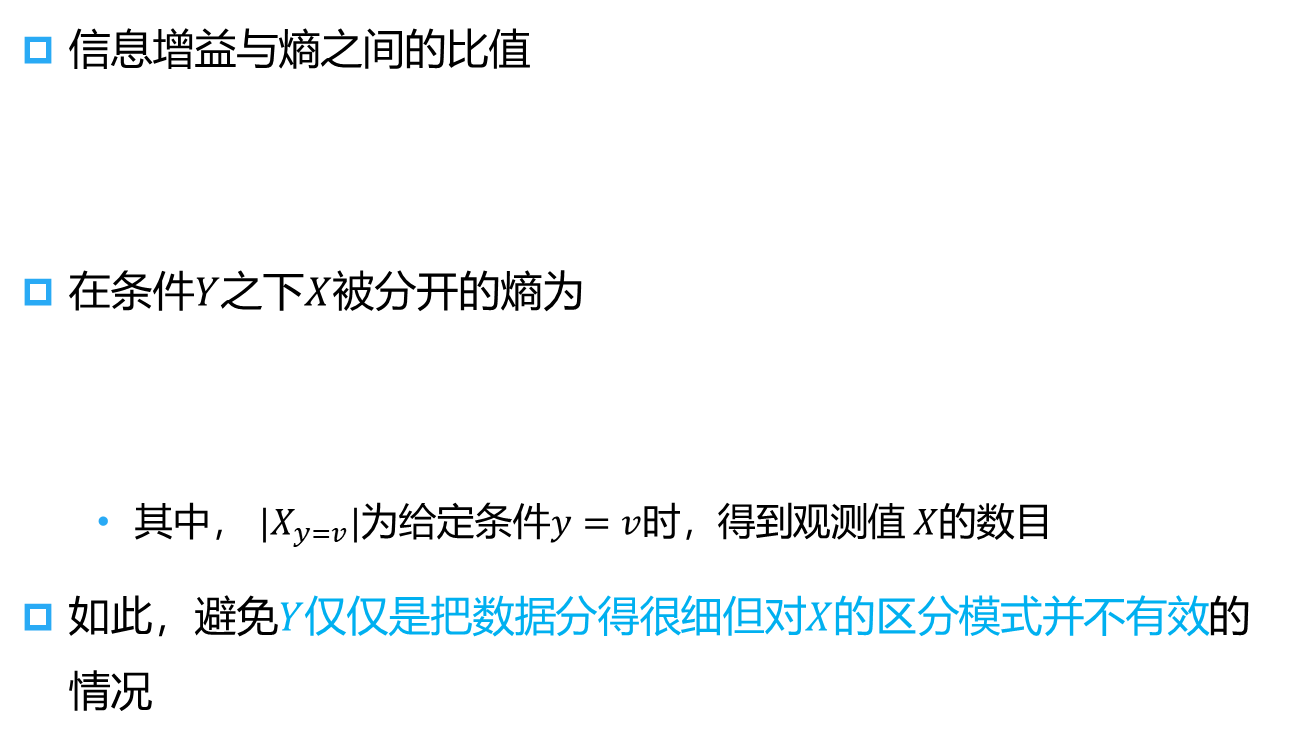 信息增益与熵之间的比值
在条件Y之下X被分开的熵为
• 其中， |X_{y=v}|为给定条件y = v时，得到观测值 X的数目
如此，避免Y仅仅是把数据分得很细但对X的区分模式并不有效的
情况